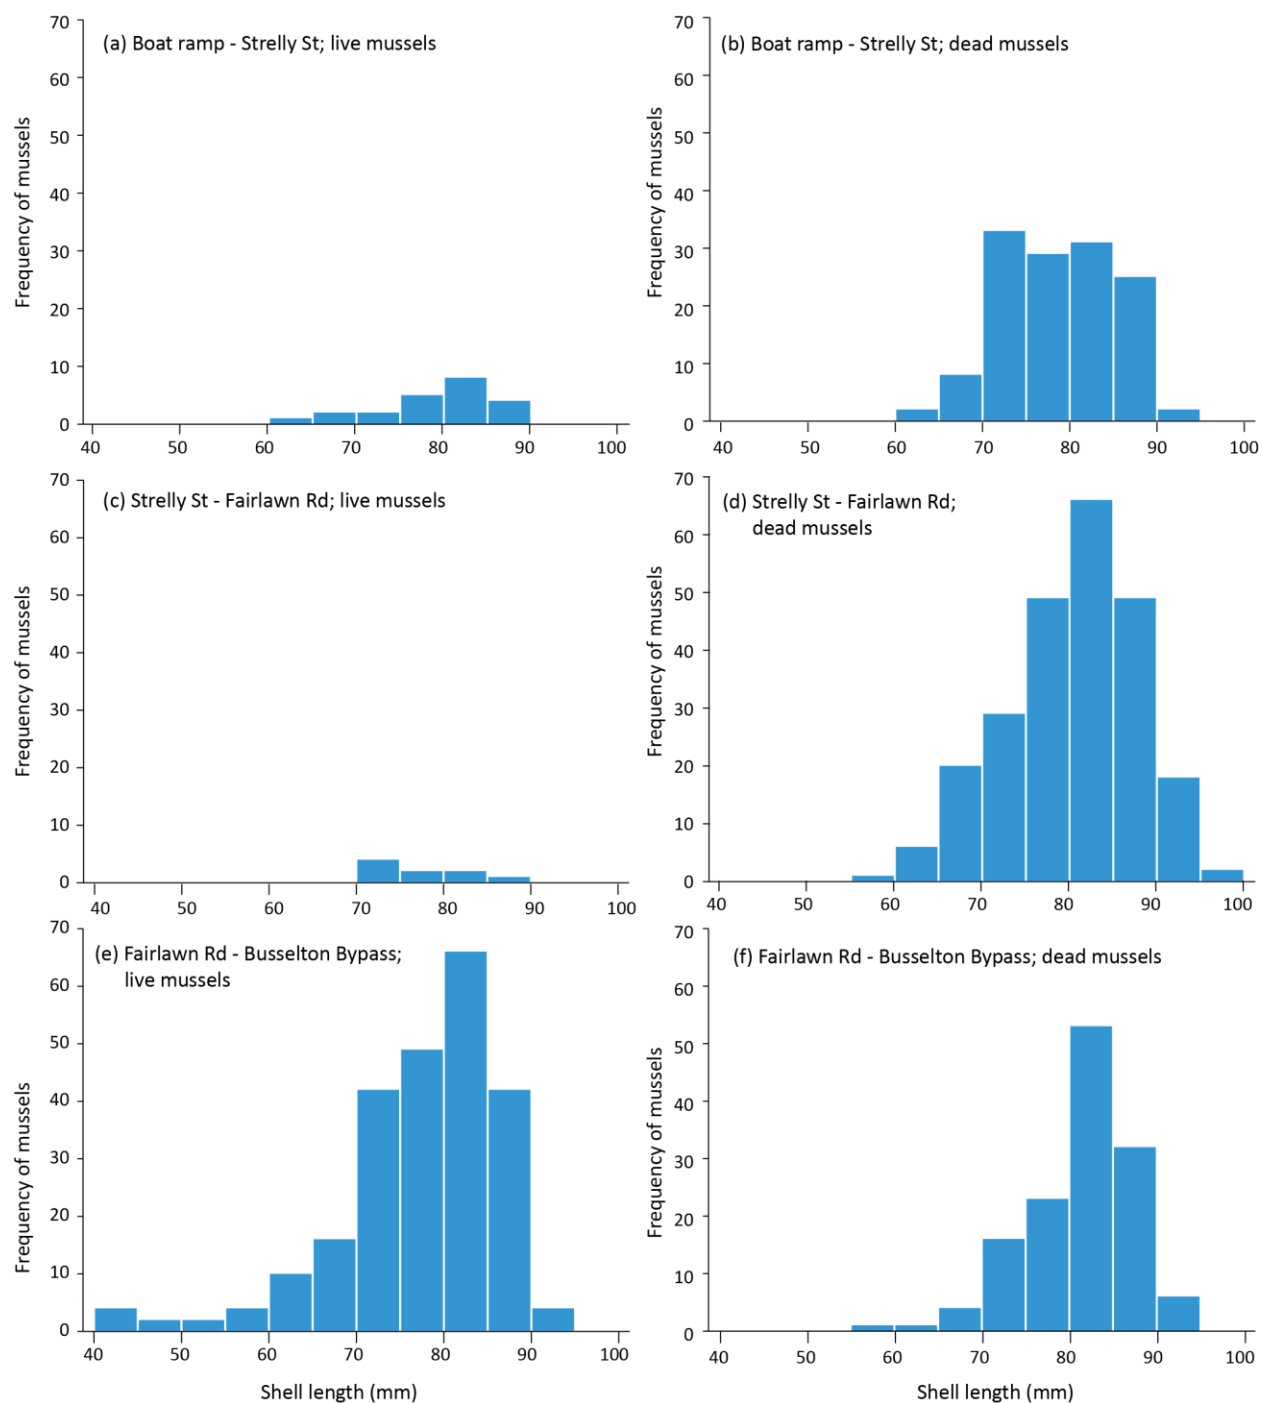 (a) Boat ramp - Strelly St; live mussels
Frequency of mussels
70
60
50
40
30
20
10
0
40 50 60 70 80 90 100
(b) Boat ramp - Strelly St; dead mussels
Frequency of mussels
70
60
50
40
30
20
10
0
40 50 60 70 80 90 100
(c) Strelly St - Fairlawn Rd; live mussels
Frequency of mussels
70
60
50
40
30
20
10
0
40 50 60 70 80 90 100
(d) Strelly St - Fairlawn Rd;
dead mussels
Frequency of mussels
70
60
50
40
30
20
10
0
40 50 60 70 80 90 100
(e) Fairlawn Rd - Busselton Bypass;
live mussels
Frequency of mussels
70
60
50
40
30
20
10
0
40 50 60 70 80 90 100
Shell length (mm)
(f) Fairlawn Rd - Busselton Bypass; dead mussels
Frequency of mussels
70
60
50
40
30
20
10
0
40 50 60 70 80 90 100
Shell length (mm)